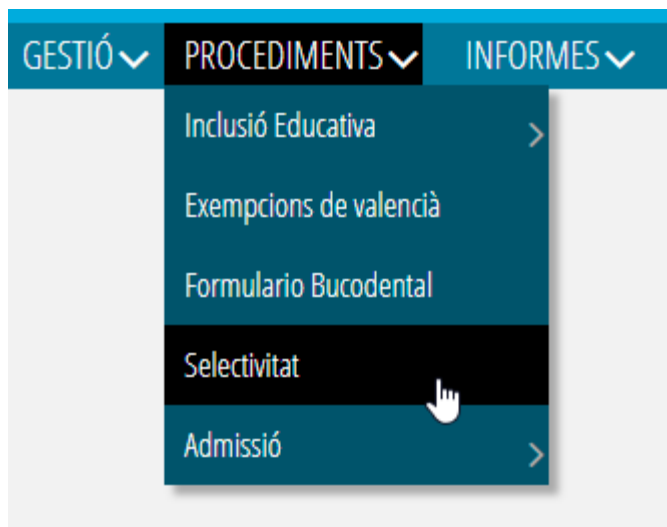 GESTIÓ PROCEDIMENTS INFORMES
Inclusió Educativa
Exempcions de valencià
Formulario Bucodental
Selectivitat
Admissió